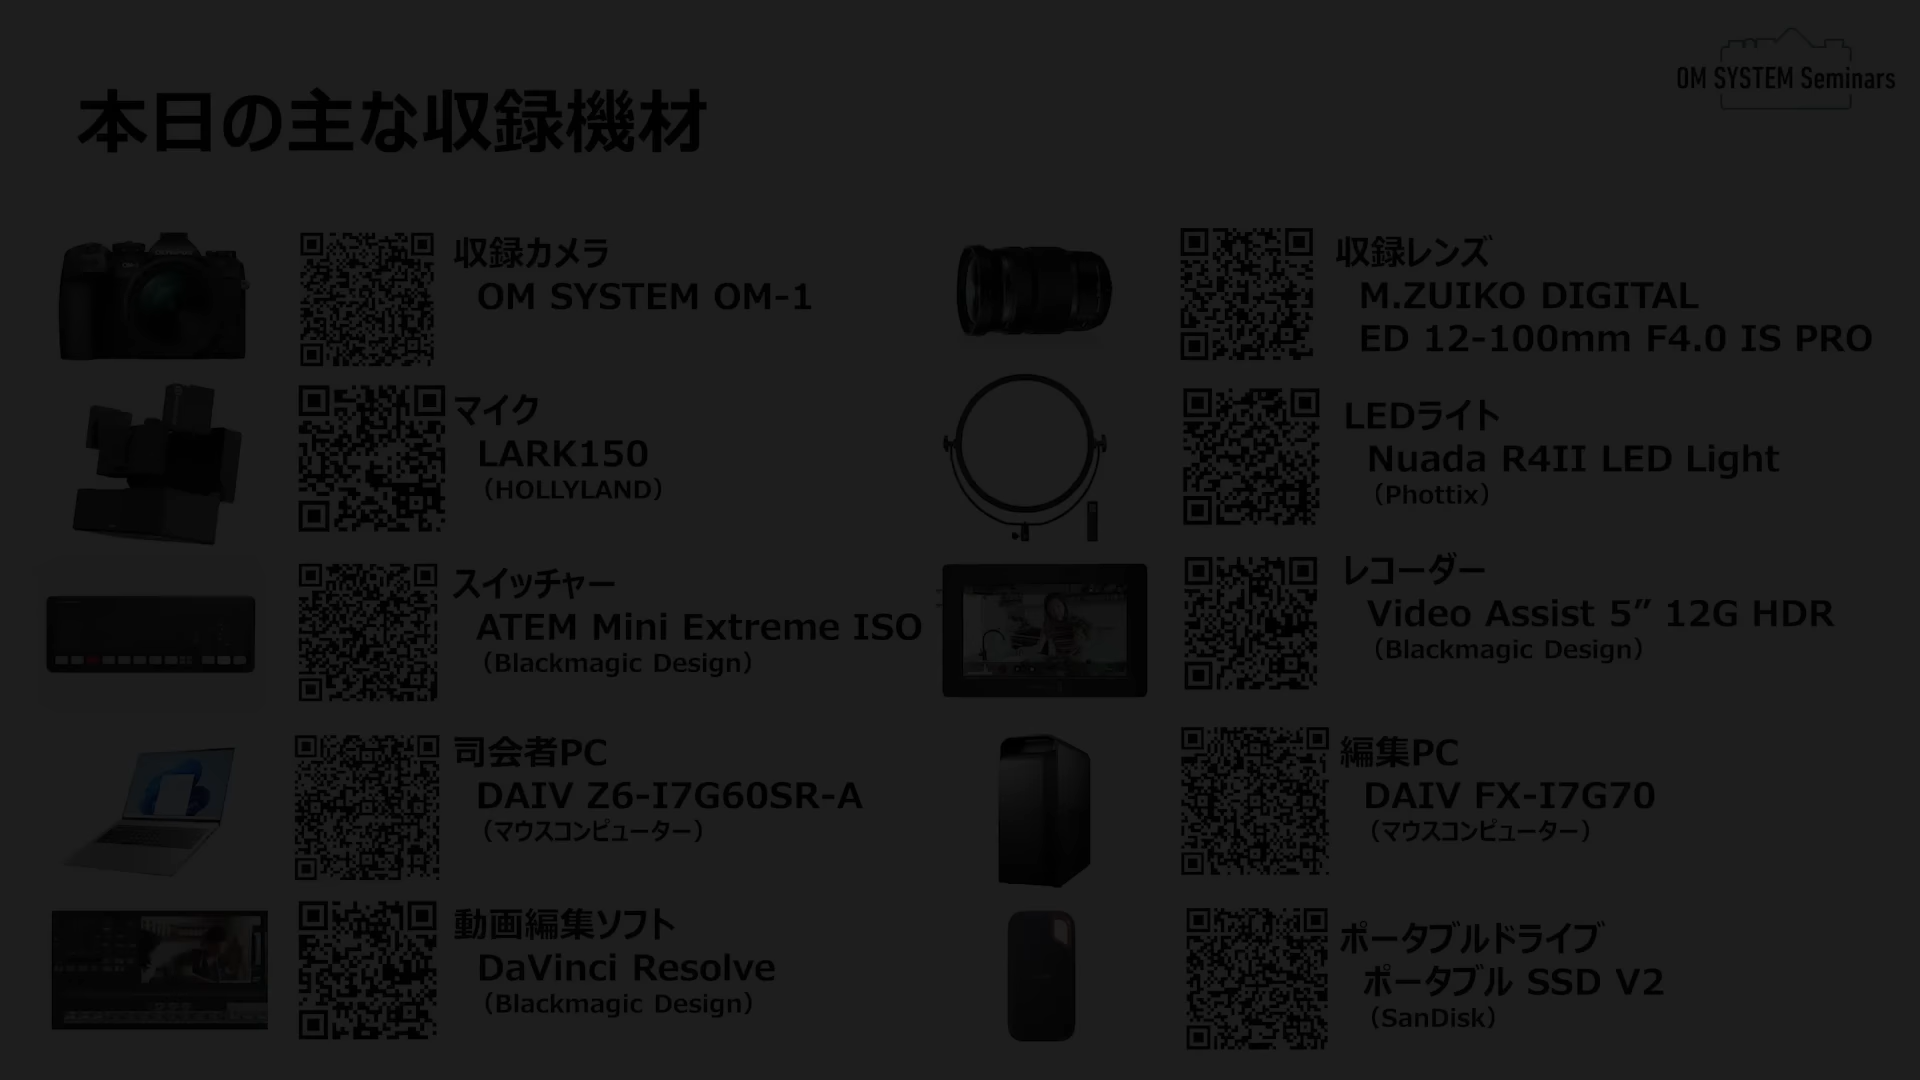 OM SYSTEM Seminars
本日の主な収録機材
収録カメラ
OM SYSTEM OM-1
マイク
LARK150
（HOLLYLAND）
スイッチャー
ATEM Mini Extreme ISO
（Blackmagic Design）
司会者PC
DAIV Z6-I7G60SR-A
（マウスコンピューター）
動画編集ソフト
DaVinci Resolve
（Blackmagic Design）
収録レンズ
M.ZUIKO DIGITAL
ED 12-100mm F4.0 IS PRO
LEDライト
Nuada R4II LED Light
（Phottix）
レコーダー
Video Assist 5” 12G HDR
（Blackmagic Design）
編集PC
DAIV FX-I7G70
（マウスコンピューター）
ポータブルドライブ
ポータブル SSD V2
（SanDisk）